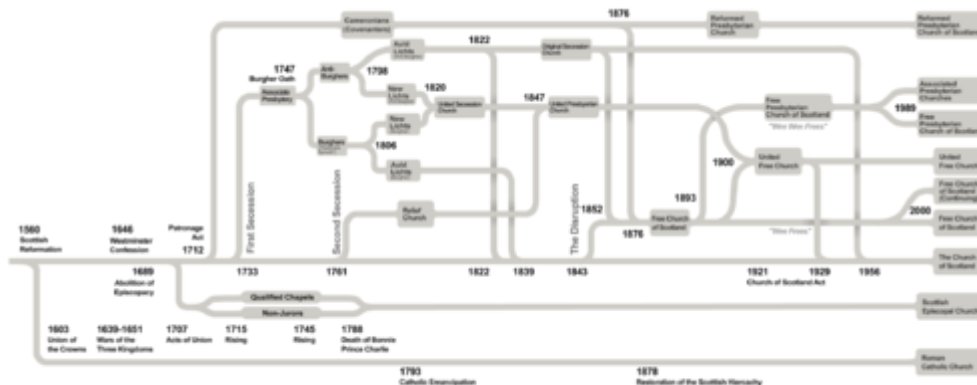 1876
Cameronians
(Covenanters)
Reformed
Presbyterian
Church
Reformed
Presbyterian
Church of Scotland
1822
Auld
Lichts
Original Secession
Church
1747
Burgher Oath
Anti
Burghers
1798
Associate
Presbytery
New
Lichts
1820
United Secession
Church
1847
United Presbyterian
Church
Free
Presbyterian
Church of Scotland
"Wee Wee Frees"
Associated
Presbyterian
Churches
1989
Free
Presbyterian
Church of Scotland
New
Lichts
Burghers
1806
Auld
Lichts
1900
United
Free Church
United
Free Church
First Secession
Second Secession
Relief
Church
The Disruption
1852
1893
Free Church
of Scotland
1876
Free Church
of Scotland
(Continuing)
2000
Free Church
of Scotland
"Wee Frees"
1560
Scottish
Reformation
1646
Westminster
Confession
Patronage
Act
1712
1689
Abolition of
Episcopacy
1733
1761
1822
1839
1843
1921
Church of Scotland Act
1929
1956
The Church
of Scotland
Qualified Chapels
Non-Jurors
Scottish
Episcopal Church
1603
Union of
the Crowns
1639-1651
Wars of the
Three Kingdoms
1707
Acts of Union
1715
Rising
1745
Rising
1788
Death of Bonnie
Prince Charlie
1793
Catholic Emancipation
1878
Restoration of the Scottish Hierarchy
Roman
Catholic Church